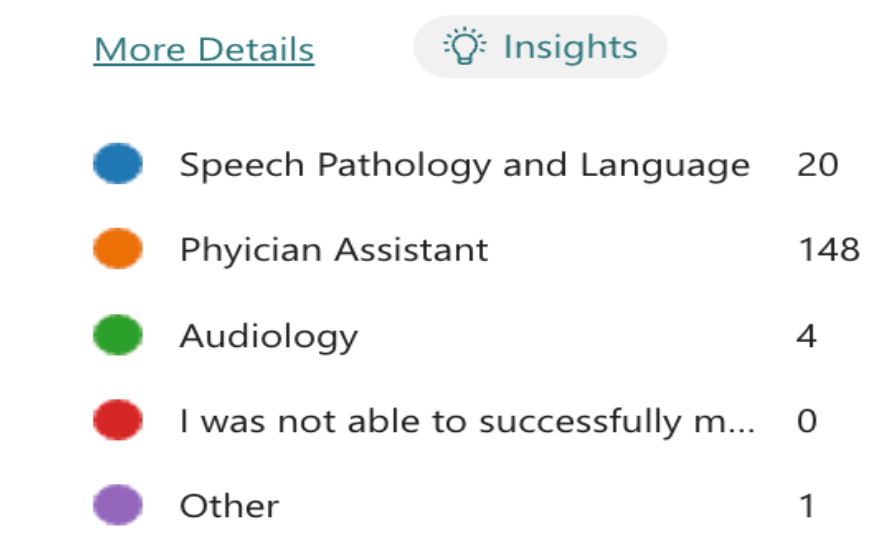 More Details Insights
Speech Pathology and Language 20
Phyician Assistant 148
Audiology 4
I was not able to successfully m... 0
Other 1